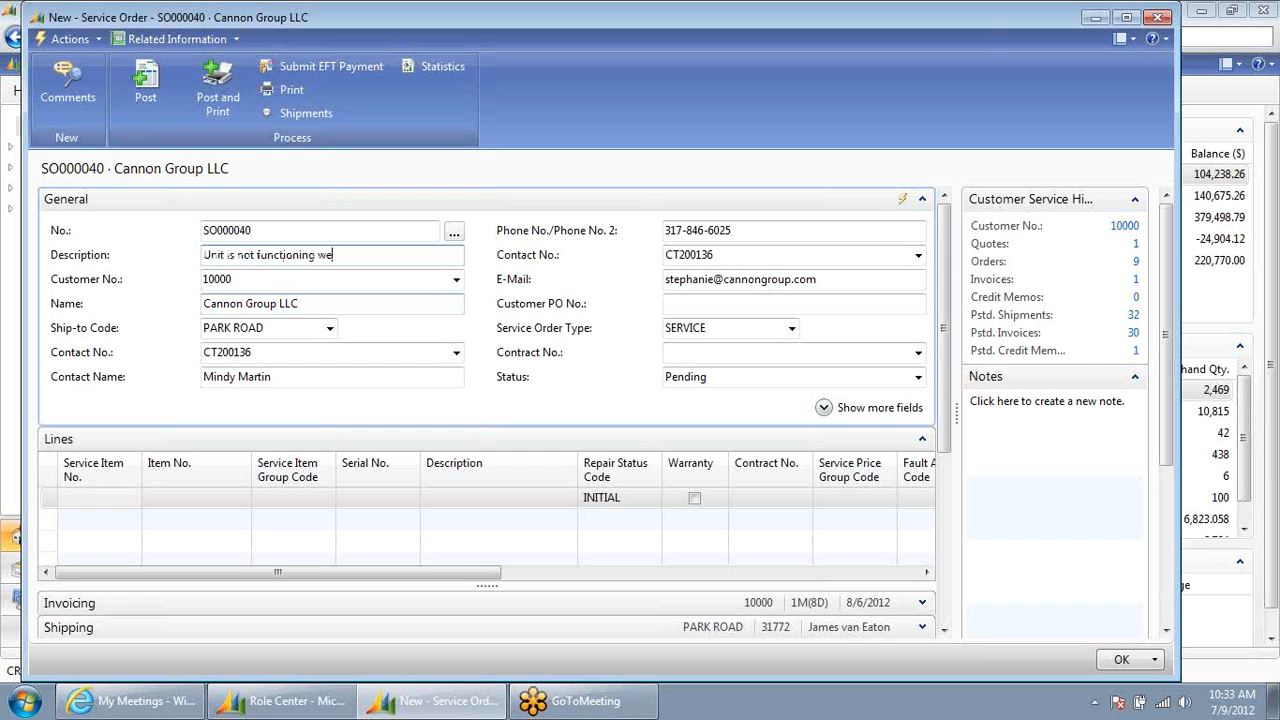 New - Service Order - SO000040 · Cannon Group LLC
Actions
Related Information
Comments
New
Post
Post and Print
Submit EFT Payment
Print
Shipments
Statistics
Process
SO000040 · Cannon Group LLC
General
No.: SO000040
Description: Unit is not functioning we
Customer No.: 10000
Name: Cannon Group LLC
Ship-to Code: PARK ROAD
Contact No.: CT200136
Contact Name: Mindy Martin
Phone No./Phone No. 2: 317-846-6025
Contact No.: CT200136
E-Mail: stephanie@cannongroup.com
Customer PO No.:
Service Order Type: SERVICE
Contract No.:
Status: Pending
Show more fields
Lines
Service Item No. Item No. Service Item Group Code Serial No. Description Repair Status Code Warranty Contract No. Service Price Group Code Fault A Code
INITIAL
Invoicing 10000 1M(8D) 8/6/2012
Shipping PARK ROAD 31772 James van Eaton
Customer Service Hi...
Customer No.: 10000
Quotes: 1
Orders: 9
Invoices: 1
Credit Memos: 0
Pstd. Shipments: 32
Pstd. Invoices: 30
Pstd. Credit Mem... 1
Notes
Click here to create a new note.
OK
Balance ($)
104,238.26
140,675.26
379,498.79
-24,904.12
220,770.00
hand Qty.
2,469
10,815
42
438
6
100
6,823.058
ge
H
CR
My Meetings - Wi...
Role Center - Mic...
New - Service Ord...
GoToMeeting
10:33 AM
7/9/2012